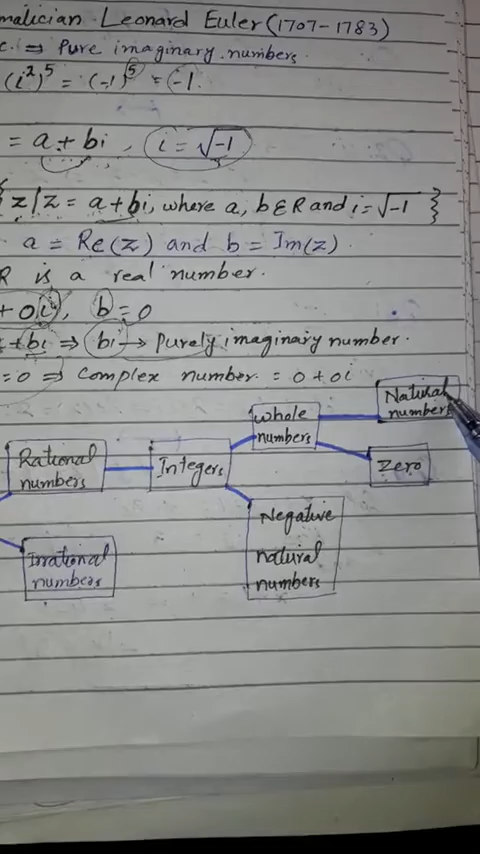 malician Leonard Euler (1707-1783)
c. ⇒ Pure imaginary numbers
(i²)⁵ = (-1)⁵ = -1.
= a + bi, i = √-1
{ z/z = a + bi, where a, b ε R and i = √-1 }
a = Re(z) and b = Im(z).
R is a real number.
+ 0i, b = 0
+ bi ⇒ bi → Purely imaginary number.
= 0 ⇒ Complex number = 0 + 0i
Natural
numbers
whole
numbers
Zero
Rational
numbers
Integers
Negative
natural
numbers
Irrational
numbers